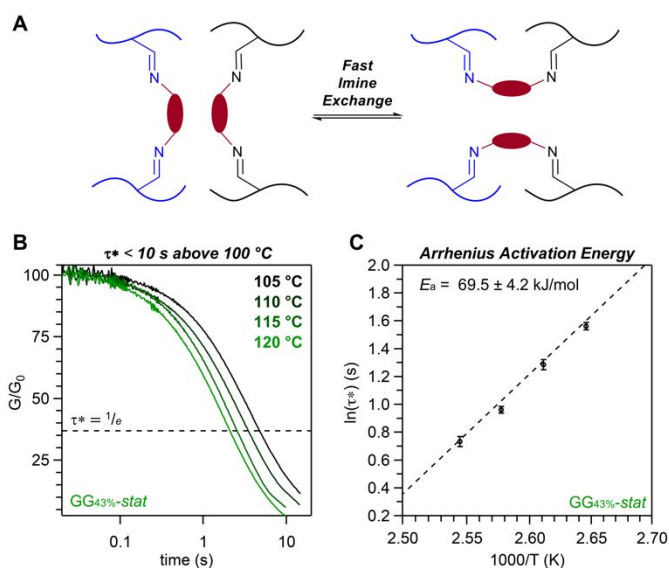 A
N
N
N
N
Fast
Imine
Exchange
N
N
N
N
B
τ* < 10 s above 100 °C
100
75
50
25
G/G₀
105 °C
110 °C
115 °C
120 °C
τ* = ¹/e
GG43%-stat
0.1
1
10
time (s)
C
Arrhenius Activation Energy
Eₐ = 69.5 ± 4.2 kJ/mol
2.0
1.8
1.6
1.4
1.2
1.0
0.8
0.6
0.4
0.2
ln(τ*) (s)
GG43%-stat
2.50
2.55
2.60
2.65
2.70
1000/T (K)